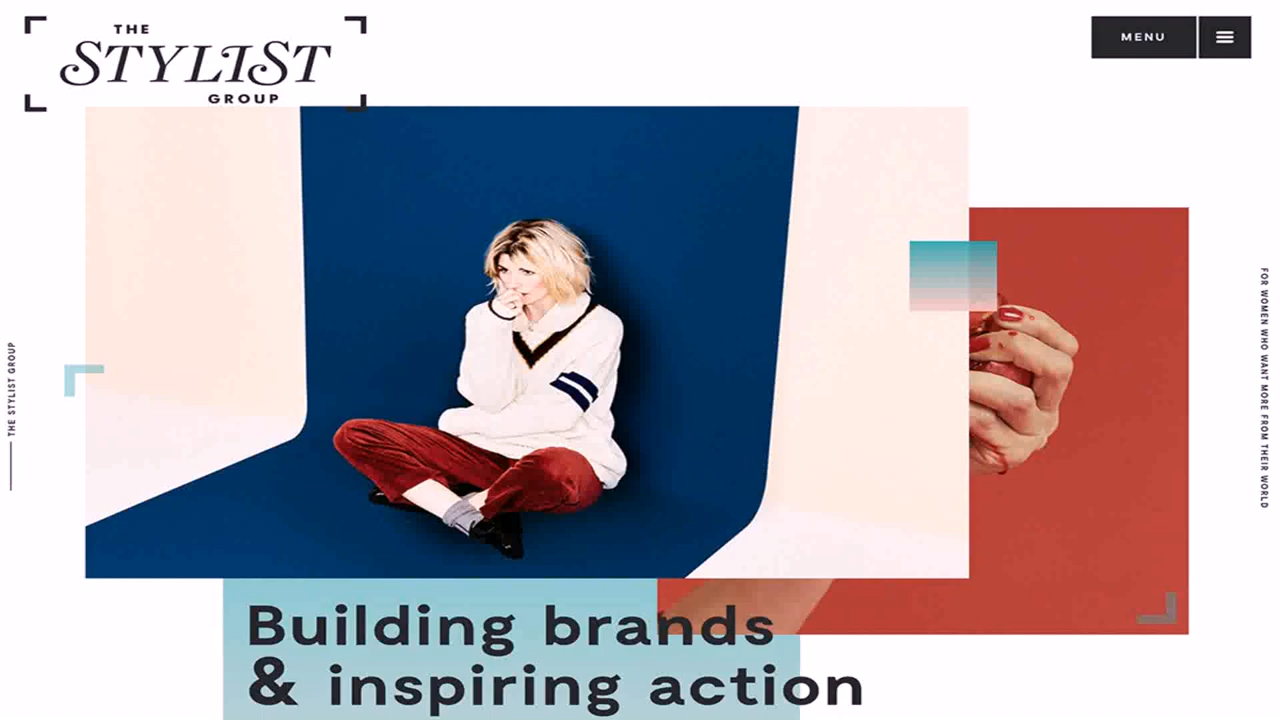 THE
STYLIST
GROUP
MENU
THE STYLIST GROUP
FOR WOMEN WHO WANT MORE FROM THEIR WORLD
Building brands
& inspiring action